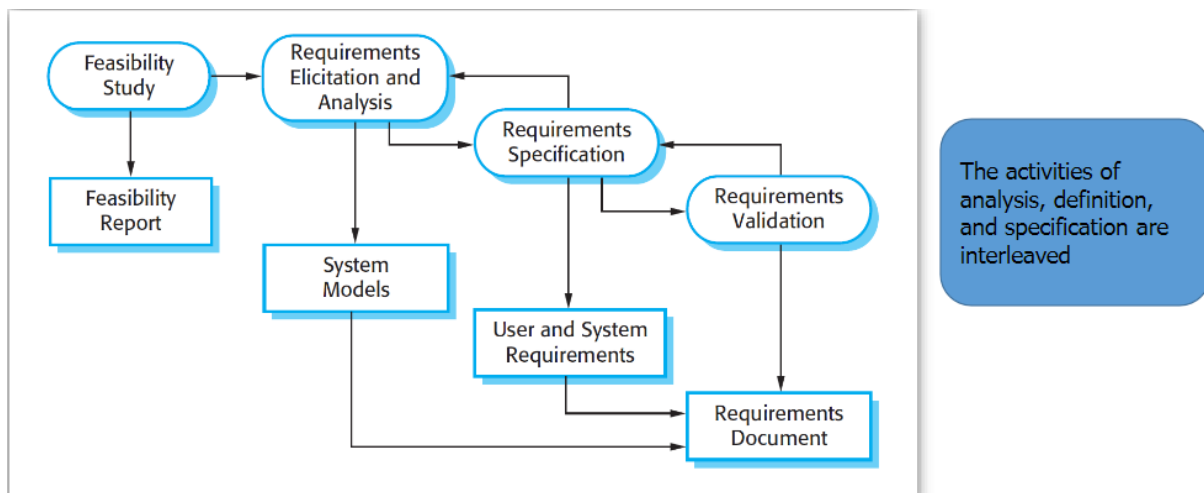 Feasibility
Study
Requirements
Elicitation and
Analysis
Requirements
Specification
Requirements
Validation
Feasibility
Report
System
Models
User and System
Requirements
Requirements
Document
The activities of
analysis, definition,
and specification are
interleaved